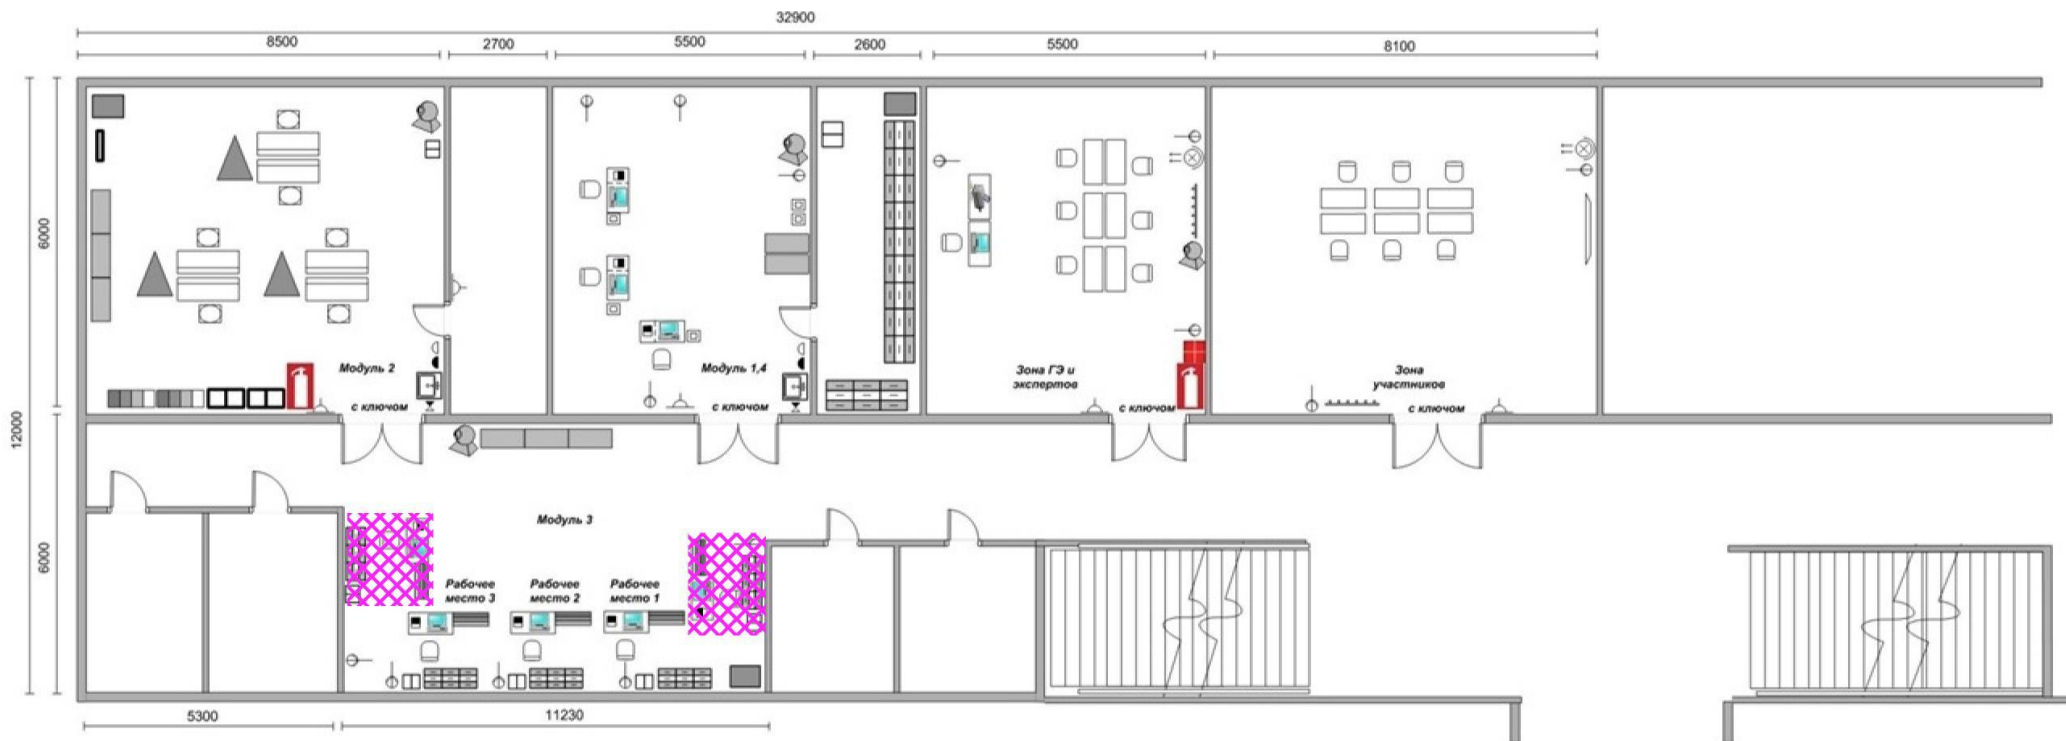 32900
8500
2700
5500
2600
5500
8100
6000
12000
6000
Модуль 2
с ключом
Модуль 1,4
с ключом
Зона ГЭ и
экспертов
с ключом
Зона
участников
с ключом
Модуль 3
Рабочее
место 3
Рабочее
место 2
Рабочее
место 1
5300
11230